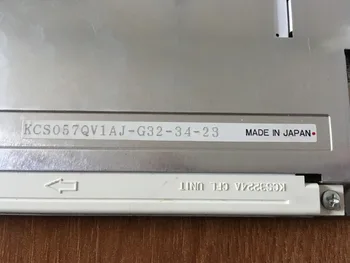 KCS057QV1AJ-G32-34-23 MADE IN JAPAN
KCS3224A CFL UNIT